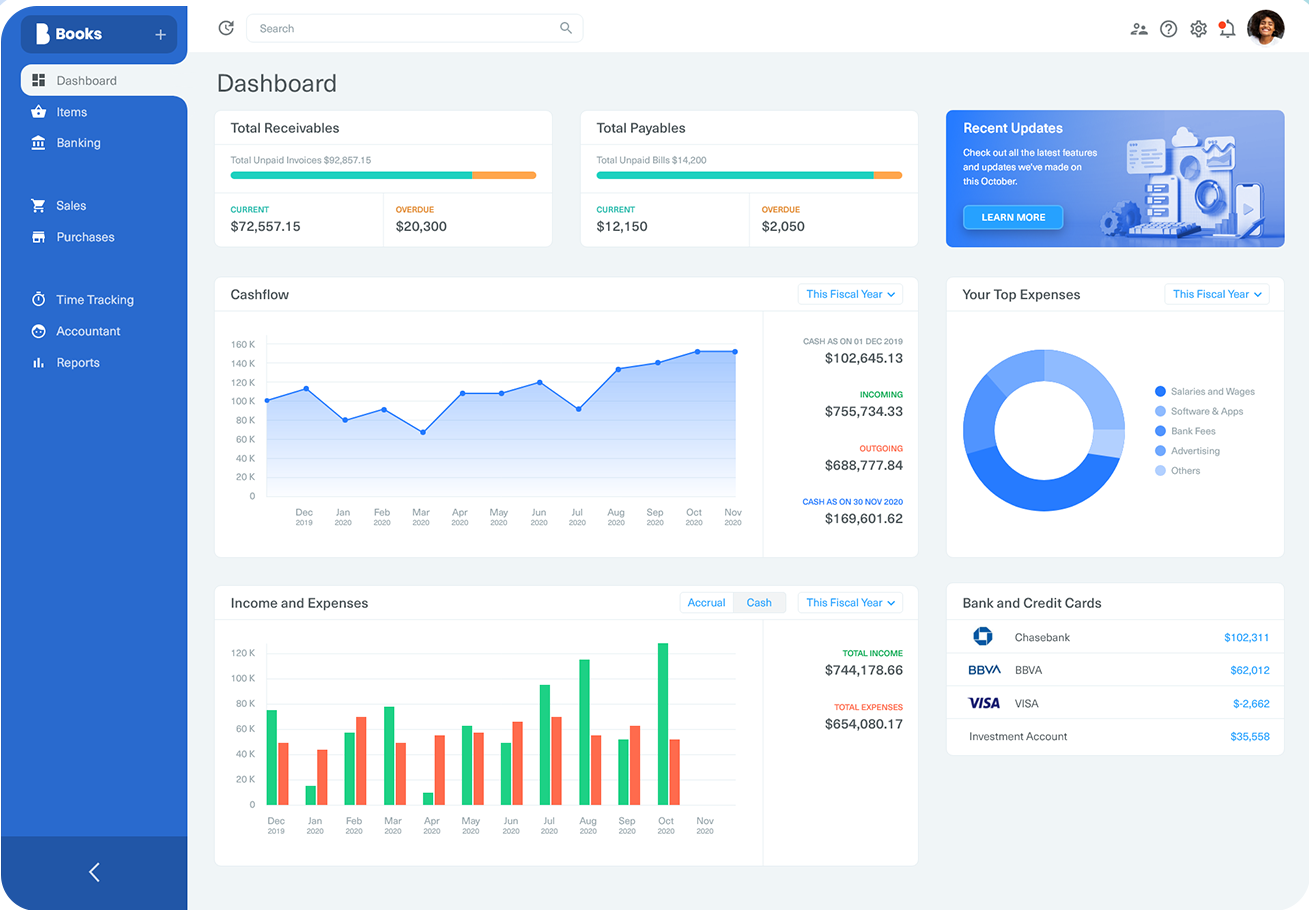 Books
Dashboard
Items
Banking
Sales
Purchases
Time Tracking
Accountant
Reports
Search
Dashboard
Total Receivables
Total Unpaid Invoices $92,857.15
CURRENT
$72,557.15
OVERDUE
$20,300
Total Payables
Total Unpaid Bills $14,200
CURRENT
$12,150
OVERDUE
$2,050
Recent Updates
Check out all the latest features
and updates we've made on
this October.
LEARN MORE
Cashflow
This Fiscal Year
160 K
140 K
120 K
100 K
80 K
60 K
40 K
20 K
0
Dec Jan Feb Mar Apr May Jun Jul Aug Sep Oct Nov
2019 2020 2020 2020 2020 2020 2020 2020 2020 2020 2020 2020
CASH AS ON 01 DEC 2019
$102,645.13
INCOMING
$755,734.33
OUTGOING
$688,777.84
CASH AS ON 30 NOV 2020
$169,601.62
Your Top Expenses
This Fiscal Year
Salaries and Wages
Software & Apps
Bank Fees
Advertising
Others
Income and Expenses
Accrual Cash
This Fiscal Year
120 K
100 K
80 K
60 K
40 K
20 K
0
Dec Jan Feb Mar Apr May Jun Jul Aug Sep Oct Nov
2019 2020 2020 2020 2020 2020 2020 2020 2020 2020 2020 2020
TOTAL INCOME
$744,178.66
TOTAL EXPENSES
$654,080.17
Bank and Credit Cards
Chasebank $102,311
BBVA BBVA $62,012
VISA VISA $-2,662
Investment Account $35,558